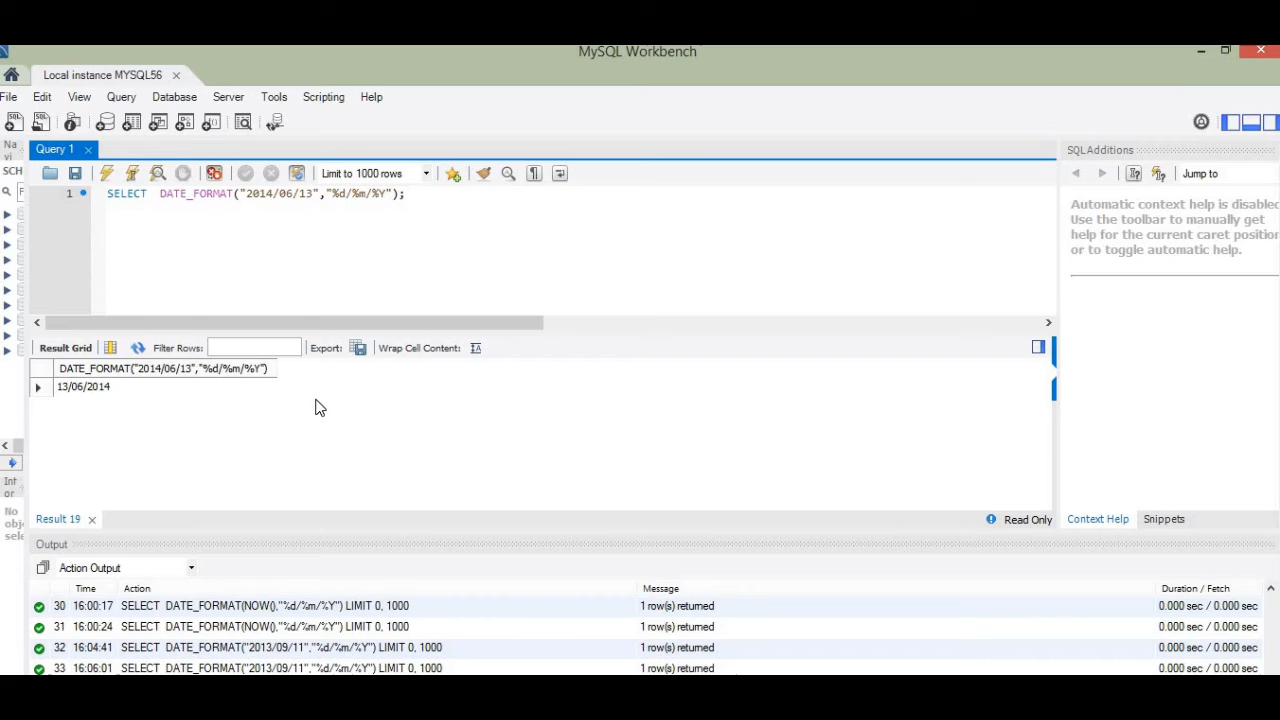 MySQL Workbench
Local instance MYSQL56
File Edit View Query Database Server Tools Scripting Help
Na
vi
Query 1
SQLAdditions
SCH
Limit to 1000 rows
Jump to
F
1 SELECT DATE_FORMAT("2014/06/13","%d/%m/%Y");
Automatic context help is disabled
Use the toolbar to manually get
help for the current caret position
or to toggle automatic help.
Result Grid Filter Rows: Export: Wrap Cell Content:
DATE_FORMAT("2014/06/13","%d/%m/%Y")
13/06/2014
Int
or
No
obj
sele
Result 19
Read Only
Context Help Snippets
Output
Action Output
Time Action Message Duration / Fetch
30 16:00:17 SELECT DATE_FORMAT(NOW(),"%d/%m/%Y") LIMIT 0, 1000 1 row(s) returned 0.000 sec / 0.000 sec
31 16:00:24 SELECT DATE_FORMAT(NOW(),"%d/%m/%Y") LIMIT 0, 1000 1 row(s) returned 0.000 sec / 0.000 sec
32 16:04:41 SELECT DATE_FORMAT("2013/09/11","%d/%m/%Y") LIMIT 0, 1000 1 row(s) returned 0.000 sec / 0.000 sec
33 16:06:01 SELECT DATE_FORMAT("2013/09/11","%d/%m/%Y") LIMIT 0, 1000 1 row(s) returned 0.000 sec / 0.000 sec